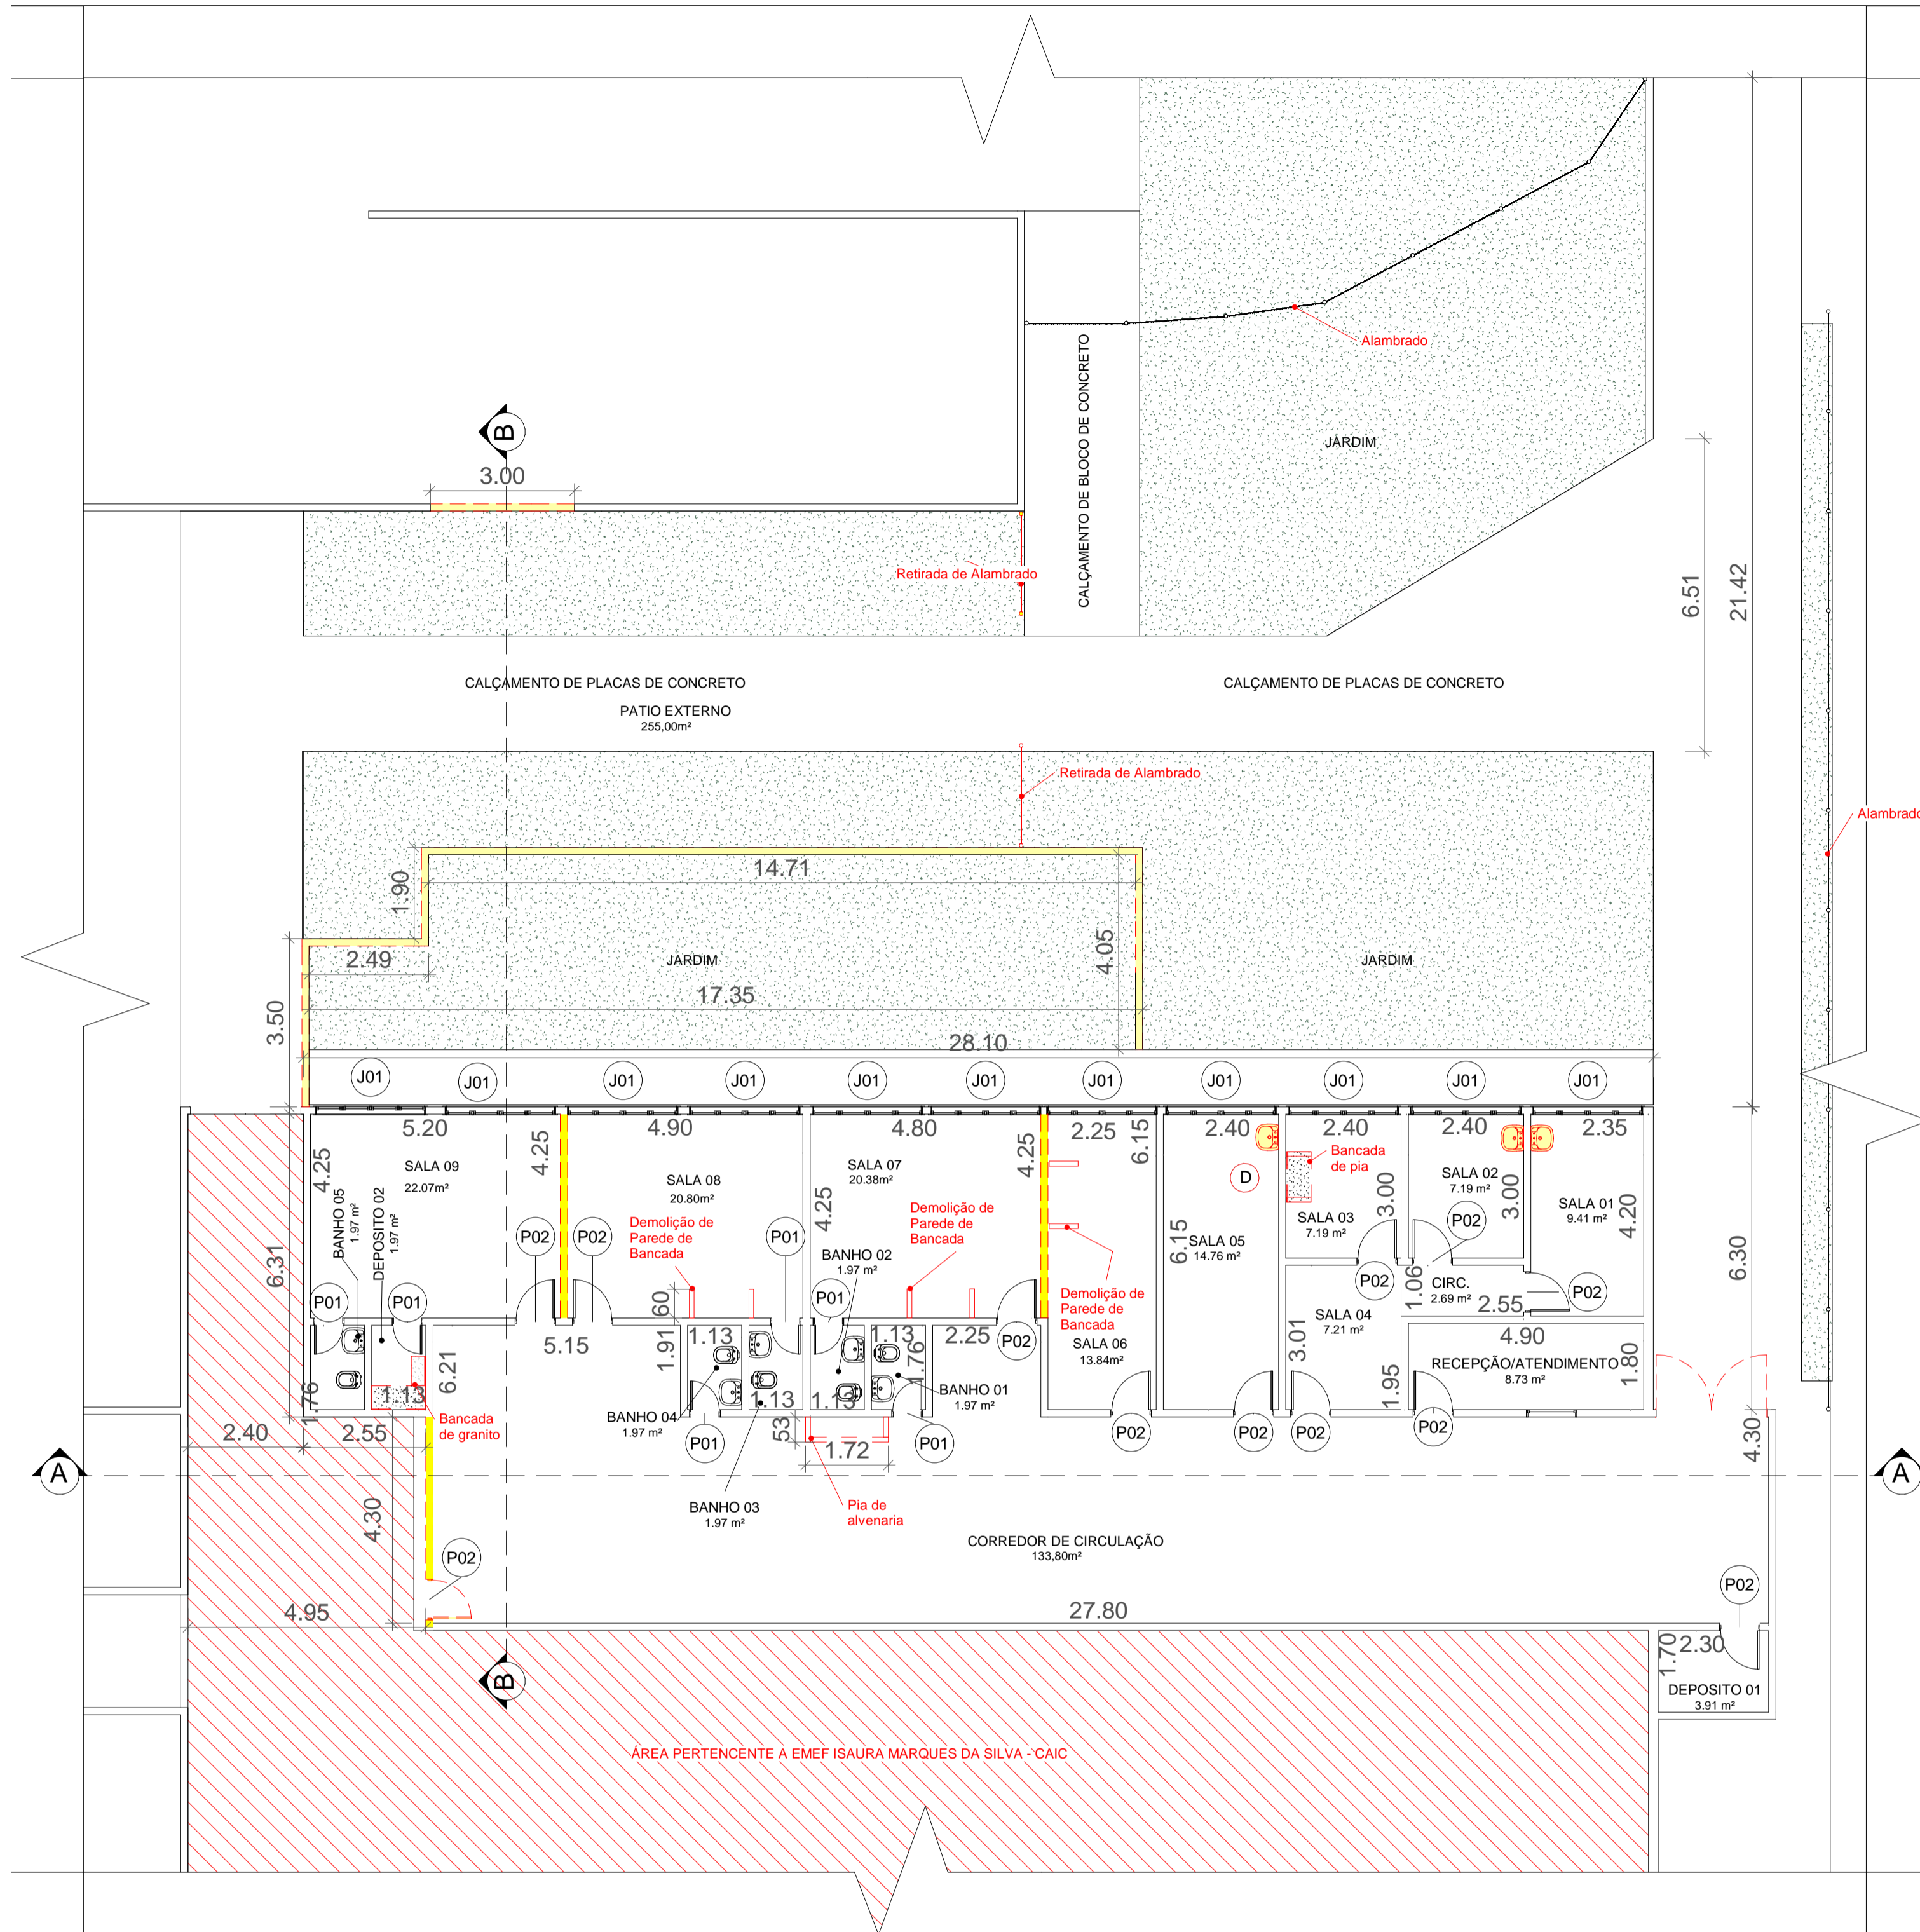 Alambrado
CALÇAMENTO DE BLOCO DE CONCRETO
JARDIM
B
3.00
Retirada de Alambrado
6.51
21.42
CALÇAMENTO DE PLACAS DE CONCRETO
CALÇAMENTO DE PLACAS DE CONCRETO
PATIO EXTERNO
255,00m²
Retirada de Alambrado
Alambrado
14.71
1.90
4.05
2.49
JARDIM
JARDIM
17.35
3.50
28.10
J01
J01
J01
J01
J01
J01
J01
J01
J01
J01
J01
5.20
4.90
4.80
2.25
2.40
2.40
2.40
2.35
4.25
4.25
4.25
4.25
6.15
6.15
SALA 09
22.07m²
SALA 08
20.80m²
SALA 07
20.38m²
Bancada
de pia
D
SALA 02
7.19 m²
SALA 01
9.41 m²
SALA 03
7.19 m²
3.00
3.00
4.20
BANHO 05
1.97 m²
DEPOSITO 02
1.97 m²
Demolição de
Parede de
Bancada
Demolição de
Parede de
Bancada
Demolição de
Parede de
Bancada
SALA 05
14.76 m²
P02
P02
P01
P02
BANHO 02
1.97 m²
6.31
6.30
P01
P01
P01
P02
P02
CIRC.
2.69 m²
1.06
2.55
60
SALA 04
7.21 m²
5.15
1.91
1.13
1.13
2.25
P02
SALA 06
13.84m²
4.90
RECEPÇÃO/ATENDIMENTO
8.73 m²
1.80
3.01
1.95
6.21
1.76
1.76
1.13
1.13
1.13
BANHO 01
1.97 m²
BANHO 04
1.97 m²
Bancada
de granito
P01
53
P01
P02
P02
P02
P02
2.40
2.55
1.72
4.30
A
A
4.30
BANHO 03
1.97 m²
Pia de
alvenaria
CORREDOR DE CIRCULAÇÃO
133,80m²
P02
P02
4.95
27.80
B
1.70
2.30
DEPOSITO 01
3.91 m²
ÁREA PERTENCENTE A EMEF ISAURA MARQUES DA SILVA - CAIC